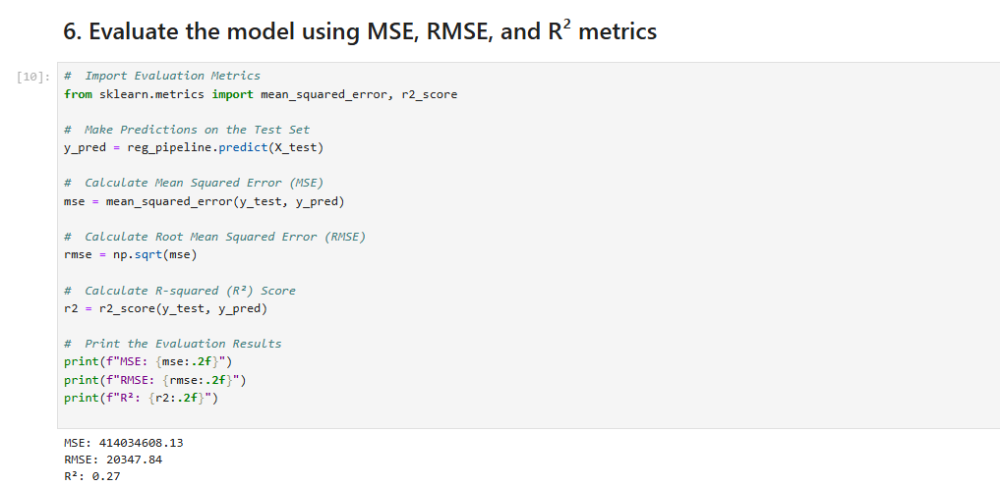 6. Evaluate the model using MSE, RMSE, and R² metrics
[10]:
#  Import Evaluation Metrics
from sklearn.metrics import mean_squared_error, r2_score
#  Make Predictions on the Test Set
y_pred = reg_pipeline.predict(X_test)
#  Calculate Mean Squared Error (MSE)
mse = mean_squared_error(y_test, y_pred)
#  Calculate Root Mean Squared Error (RMSE)
rmse = np.sqrt(mse)
#  Calculate R-squared (R²) Score
r2 = r2_score(y_test, y_pred)
#  Print the Evaluation Results
print(f"MSE: {mse:.2f}")
print(f"RMSE: {rmse:.2f}")
print(f"R²: {r2:.2f}")
MSE: 414034608.13
RMSE: 20347.84
R²: 0.27